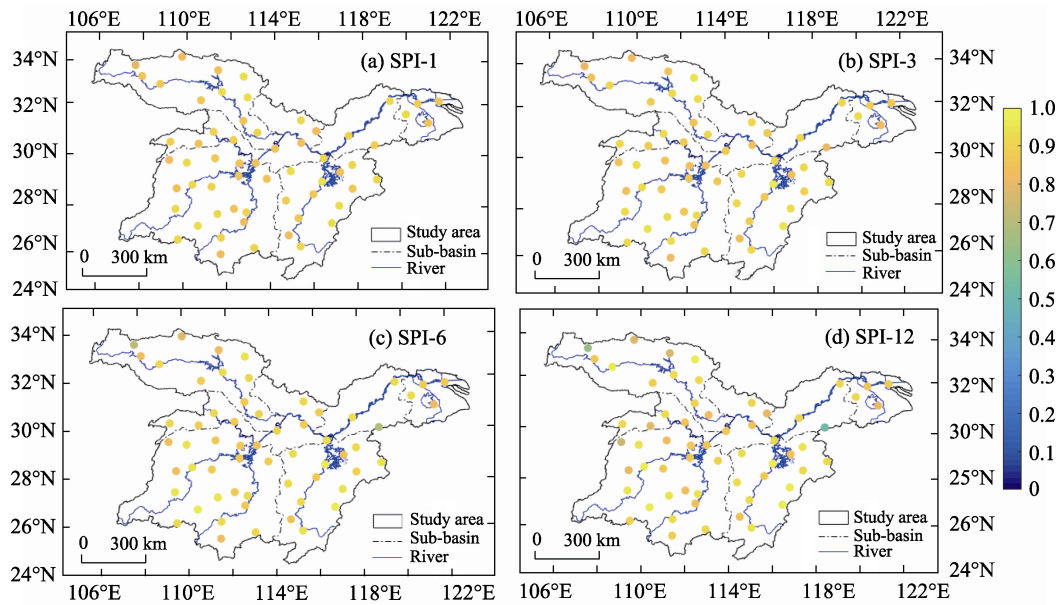 106°E 110°E 114°E 118°E 122°E 106°E 110°E 114°E 118°E 122°E
34°N (a) SPI-1 (b) SPI-3 34°N
32°N 32°N
30°N 30°N
28°N 28°N
26°N 26°N
24°N 24°N
Study area
Sub-basin
River
0 300 km
Study area
Sub-basin
River
0 300 km
1.0
0.9
0.8
0.7
0.6
0.5
0.4
0.3
0.2
0.1
0
34°N (c) SPI-6 (d) SPI-12 34°N
32°N 32°N
30°N 30°N
28°N 25°N
26°N 26°N
24°N 24°N
Study area
Sub-basin
River
0 300 km
Study area
Sub-basin
River
0 300 km
106°E 110°E 114°E 118°E 122°E 106°E 110°E 114°E 118°E 122°E